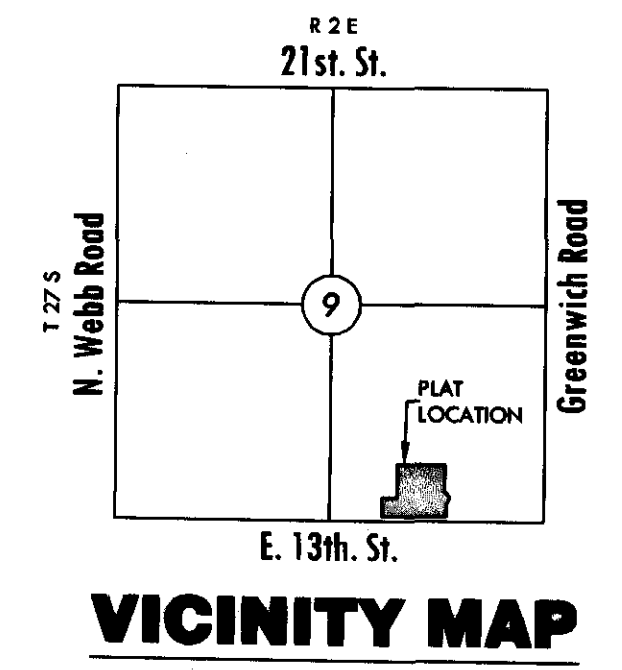 R 2 E
21st. St.
T 27 S
N. Webb Road
9
Greenwich Road
PLAT
LOCATION
E. 13th. St.
VICINITY MAP